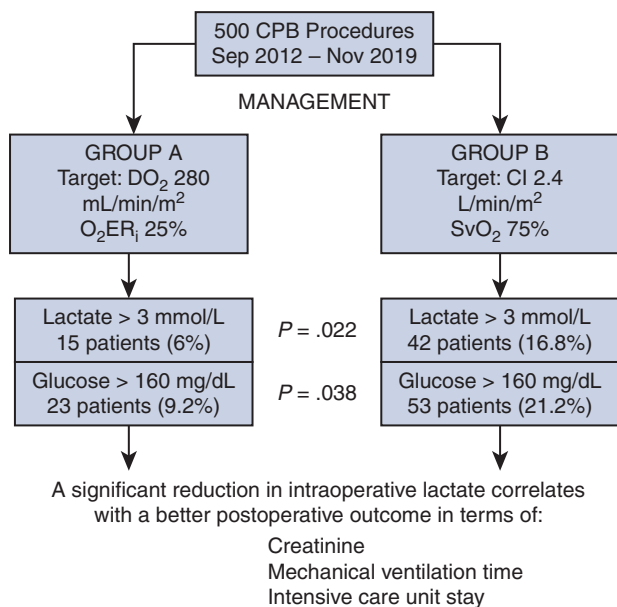 500 CPB Procedures
Sep 2012 – Nov 2019
MANAGEMENT
GROUP A
Target: DO₂ 280
mL/min/m²
O₂ERᵢ 25%
GROUP B
Target: CI 2.4
L/min/m²
SvO₂ 75%
Lactate > 3 mmol/L
15 patients (6%)
P = .022
Lactate > 3 mmol/L
42 patients (16.8%)
Glucose > 160 mg/dL
23 patients (9.2%)
P = .038
Glucose > 160 mg/dL
53 patients (21.2%)
A significant reduction in intraoperative lactate correlates
with a better postoperative outcome in terms of:
Creatinine
Mechanical ventilation time
Intensive care unit stay